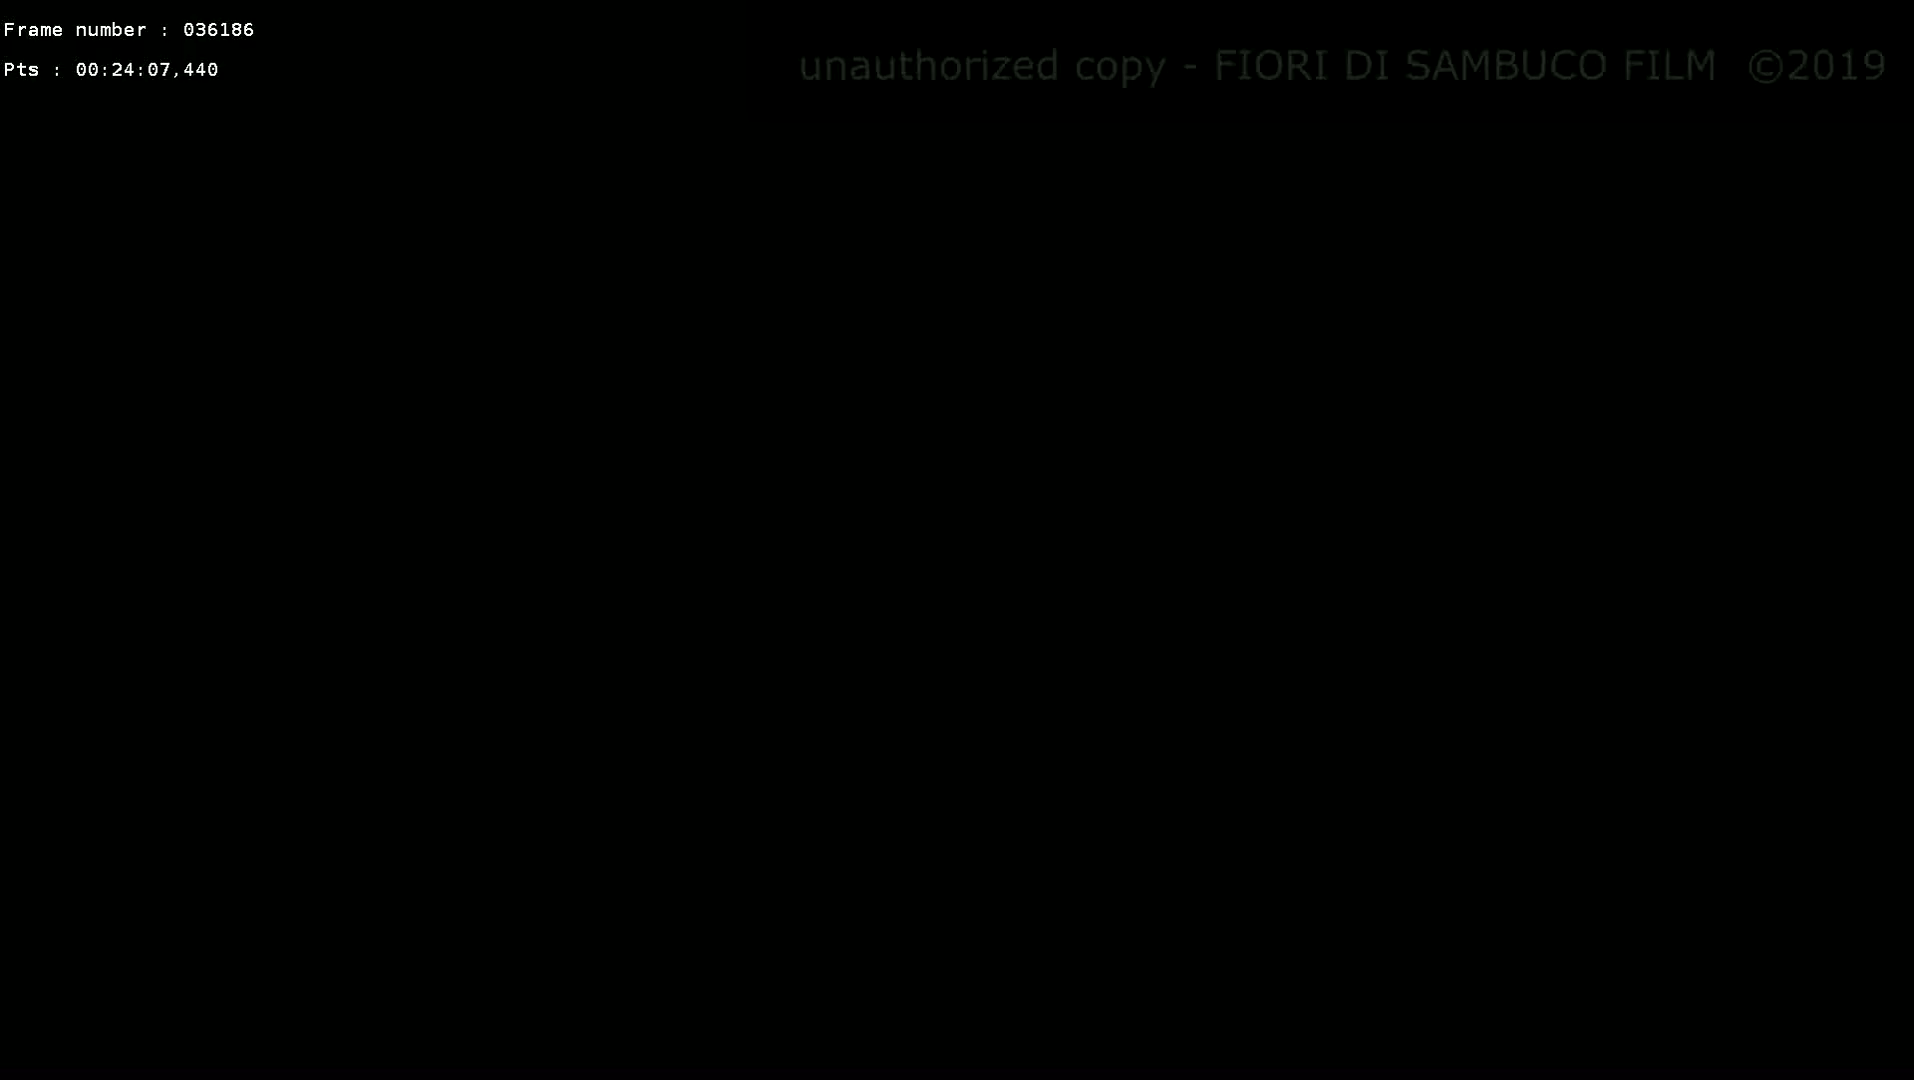 Frame number : 036186
unauthorized copy - FIORI DI SAMBUCO FILM ©2019
Pts : 00:24:07,440